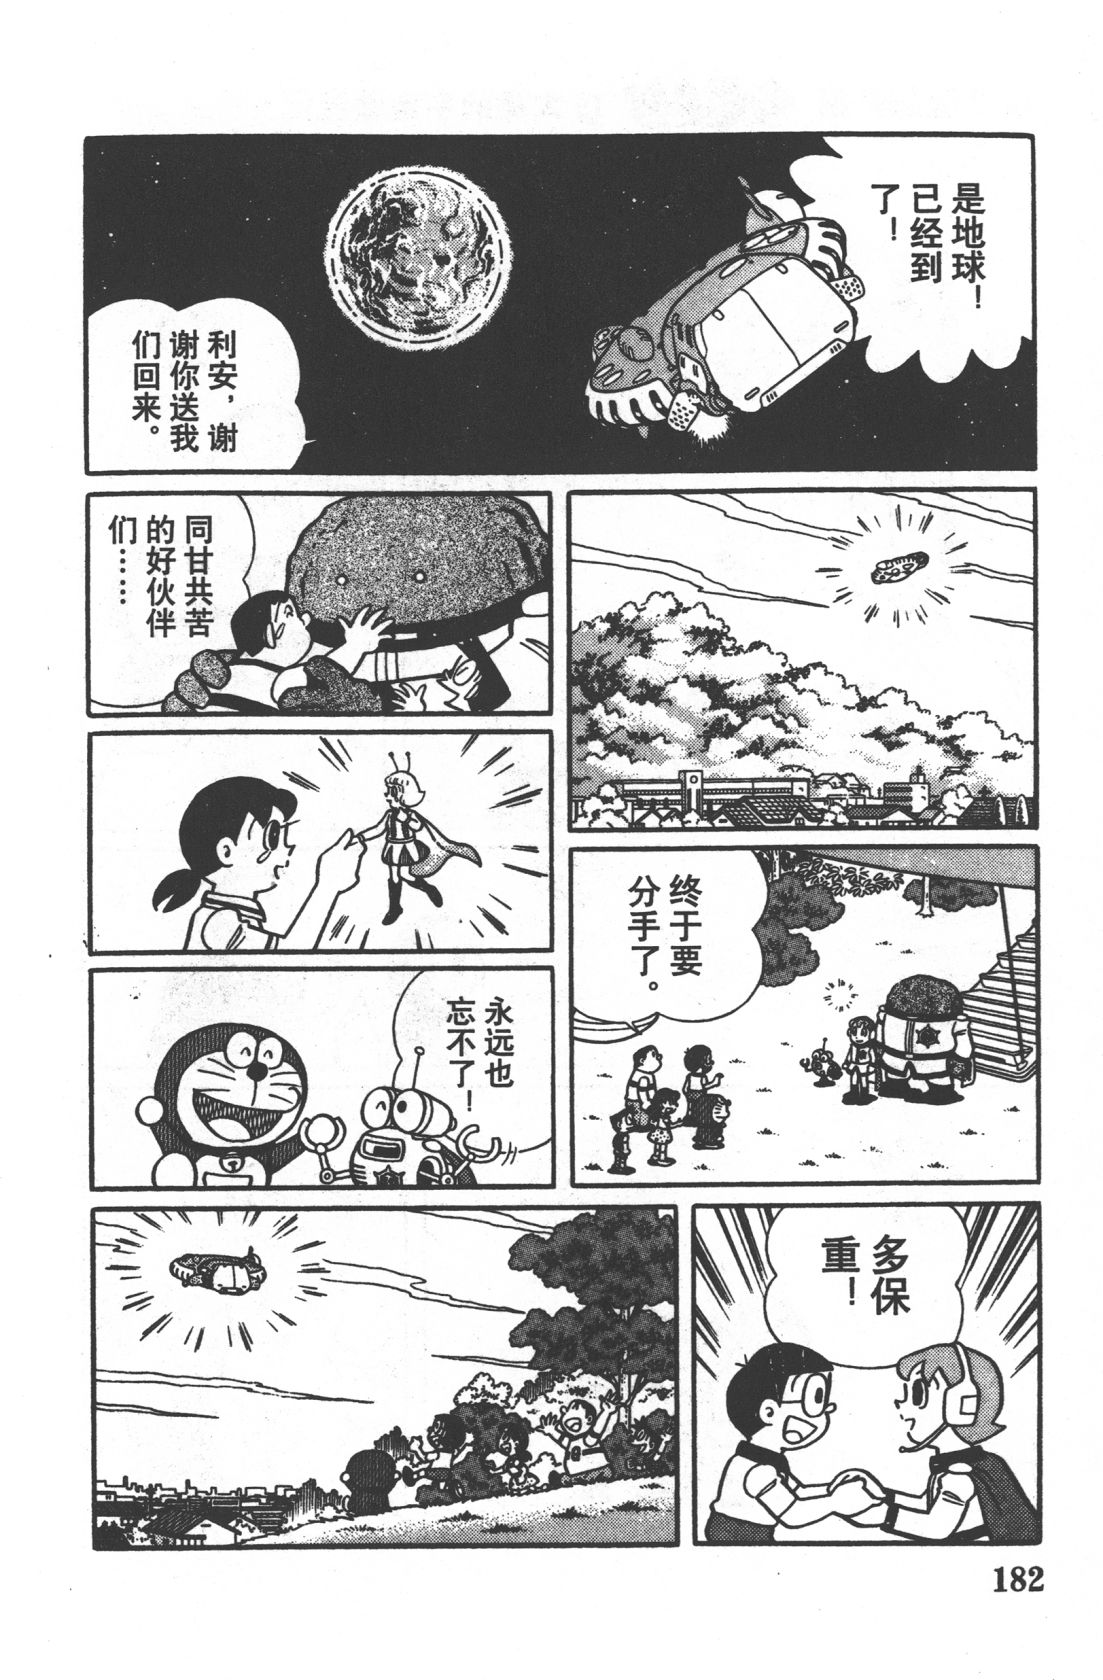 是地球！
已经到
了！
利安，谢
谢你送我
们回来。
同甘共苦
的好伙伴
们……
终于要
分手了。
永远也
忘不了！
多保
重！
182